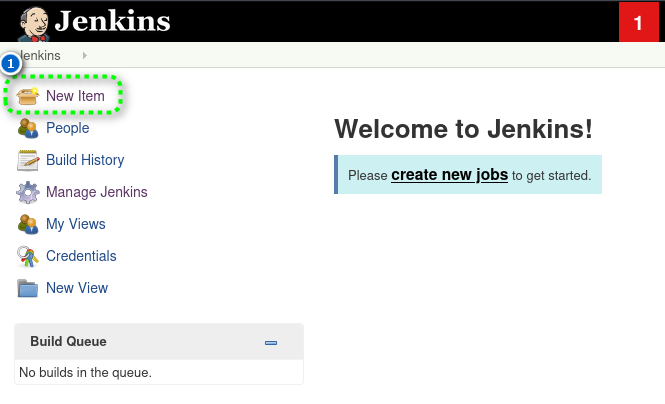 Jenkins
1
Jenkins
1
New Item
People
Build History
Manage Jenkins
My Views
Credentials
New View
Welcome to Jenkins!
Please create new jobs to get started.
Build Queue
No builds in the queue.